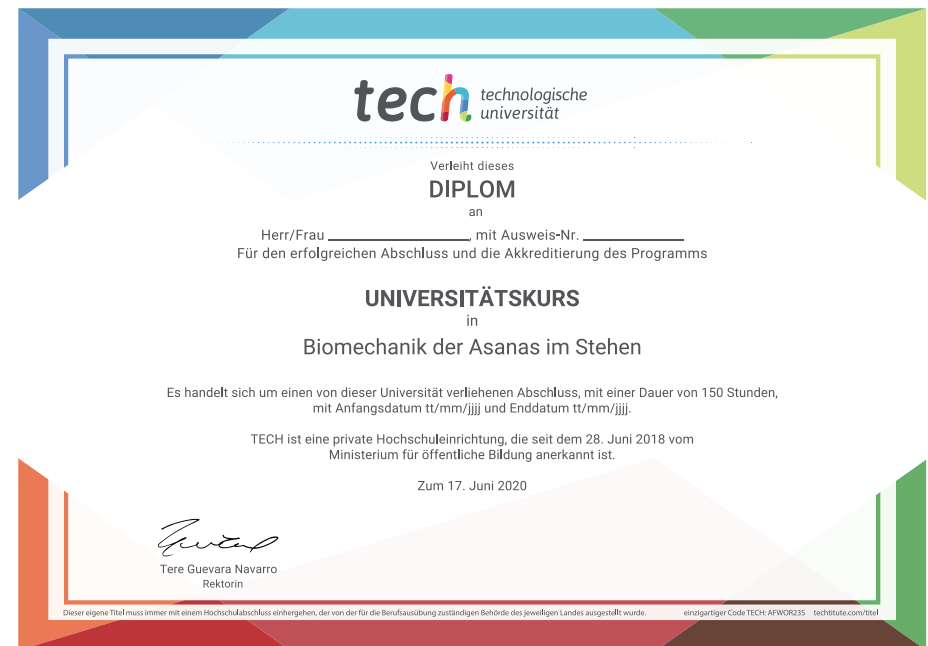 tech technologische
universität
Verleiht dieses
DIPLOM
an
Herr/Frau ____________________, mit Ausweis-Nr. ______________
Für den erfolgreichen Abschluss und die Akkreditierung des Programms
UNIVERSITÄTSKURS
in
Biomechanik der Asanas im Stehen
Es handelt sich um einen von dieser Universität verliehenen Abschluss, mit einer Dauer von 150 Stunden,
mit Anfangsdatum tt/mm/jjjj und Enddatum tt/mm/jjjj.
TECH ist eine private Hochschuleinrichtung, die seit dem 28. Juni 2018 vom
Ministerium für öffentliche Bildung anerkannt ist.
Zum 17. Juni 2020
Tere Guevara Navarro
Rektorin
Dieser eigene Titel muss immer mit einem Hochschulabschluss einhergehen, der von der für die Berufsausübung zuständigen Behörde des jeweiligen Landes ausgestellt wurde. einzigartiger Code TECH: AFWOR23S techtitute.com/titel